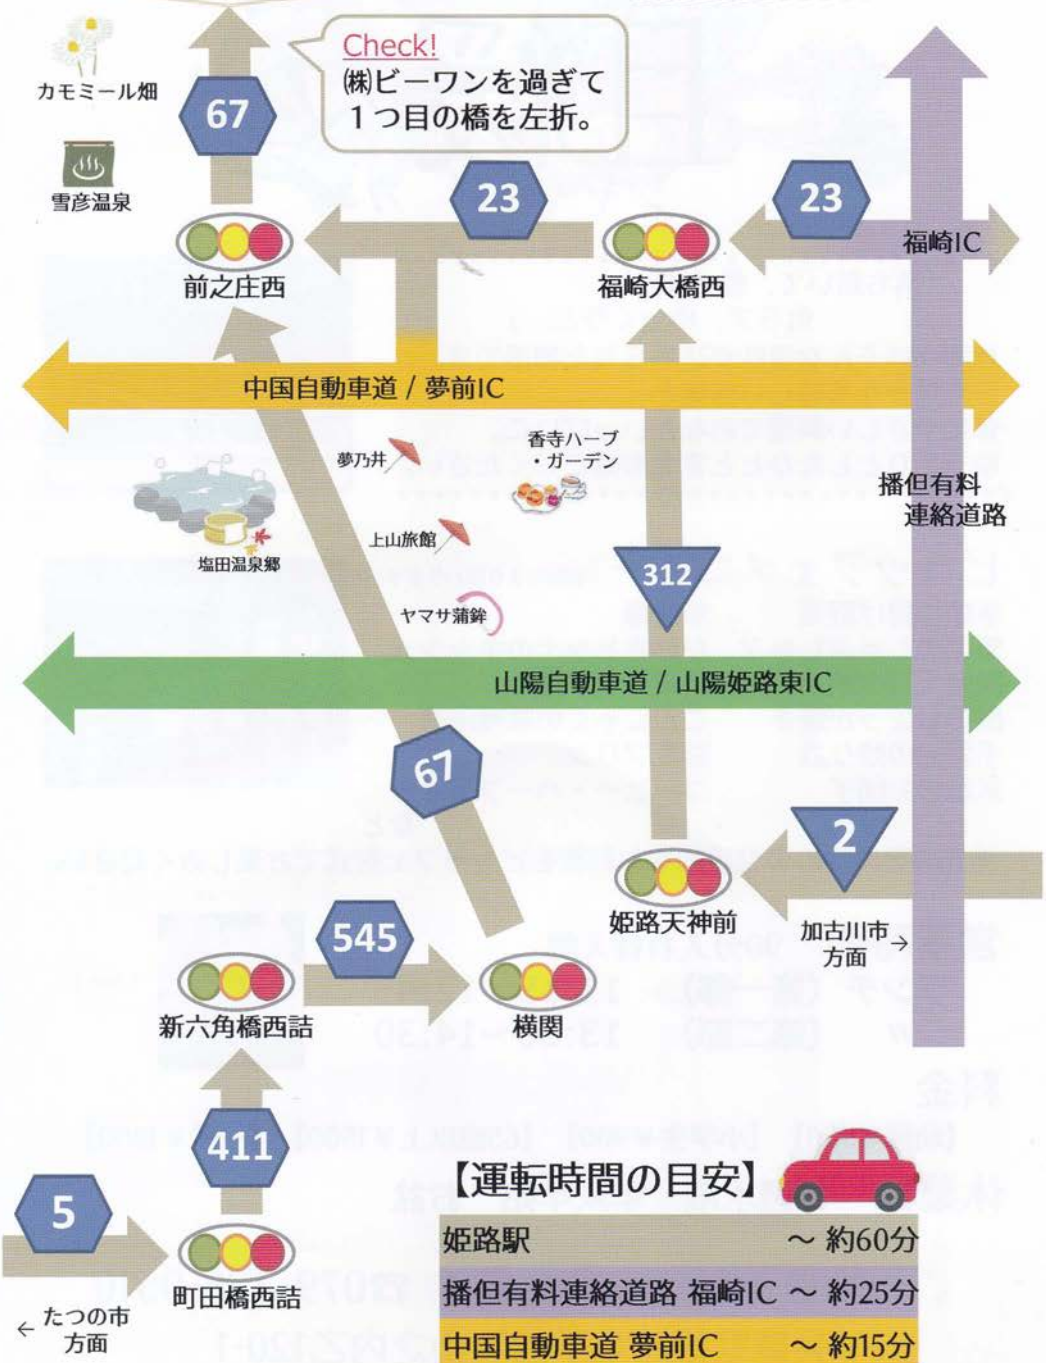 Check!
㈱ビーワンを過ぎて
1つ目の橋を左折。
カモミール畑
67
雪彦温泉
23
23
前之庄西
福崎大橋西
福崎IC
中国自動車道 / 夢前IC
夢乃井
香寺ハーブ
・ガーデン
播但有料
連絡道路
上山旅館
塩田温泉郷
312
ヤマサ蒲鉾
山陽自動車道 / 山陽姫路東IC
67
2
姫路天神前
加古川市→
方面
545
新六角橋西詰
横関
411
5
町田橋西詰
← たつの市
方面
【運転時間の目安】
姫路駅 ~ 約60分
播但有料連絡道路 福崎IC ~ 約25分
中国自動車道 夢前IC ~ 約15分